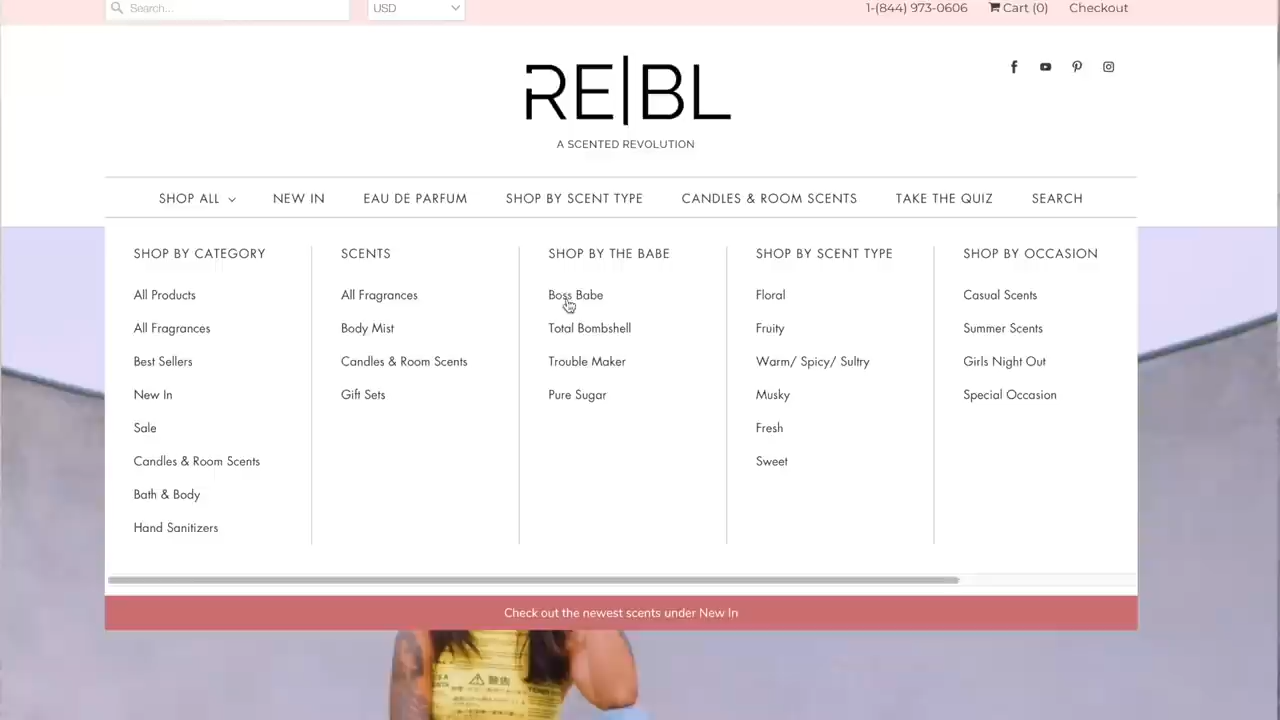 Search...
USD
1-(844) 973-0606
Cart (0)
Checkout
RE|BL
A SCENTED REVOLUTION
SHOP ALL
NEW IN
EAU DE PARFUM
SHOP BY SCENT TYPE
CANDLES & ROOM SCENTS
TAKE THE QUIZ
SEARCH
SHOP BY CATEGORY
All Products
All Fragrances
Best Sellers
New In
Sale
Candles & Room Scents
Bath & Body
Hand Sanitizers
SCENTS
All Fragrances
Body Mist
Candles & Room Scents
Gift Sets
SHOP BY THE BABE
Boss Babe
Total Bombshell
Trouble Maker
Pure Sugar
SHOP BY SCENT TYPE
Floral
Fruity
Warm/ Spicy/ Sultry
Musky
Fresh
Sweet
SHOP BY OCCASION
Casual Scents
Summer Scents
Girls Night Out
Special Occasion
Check out the newest scents under New In
警告